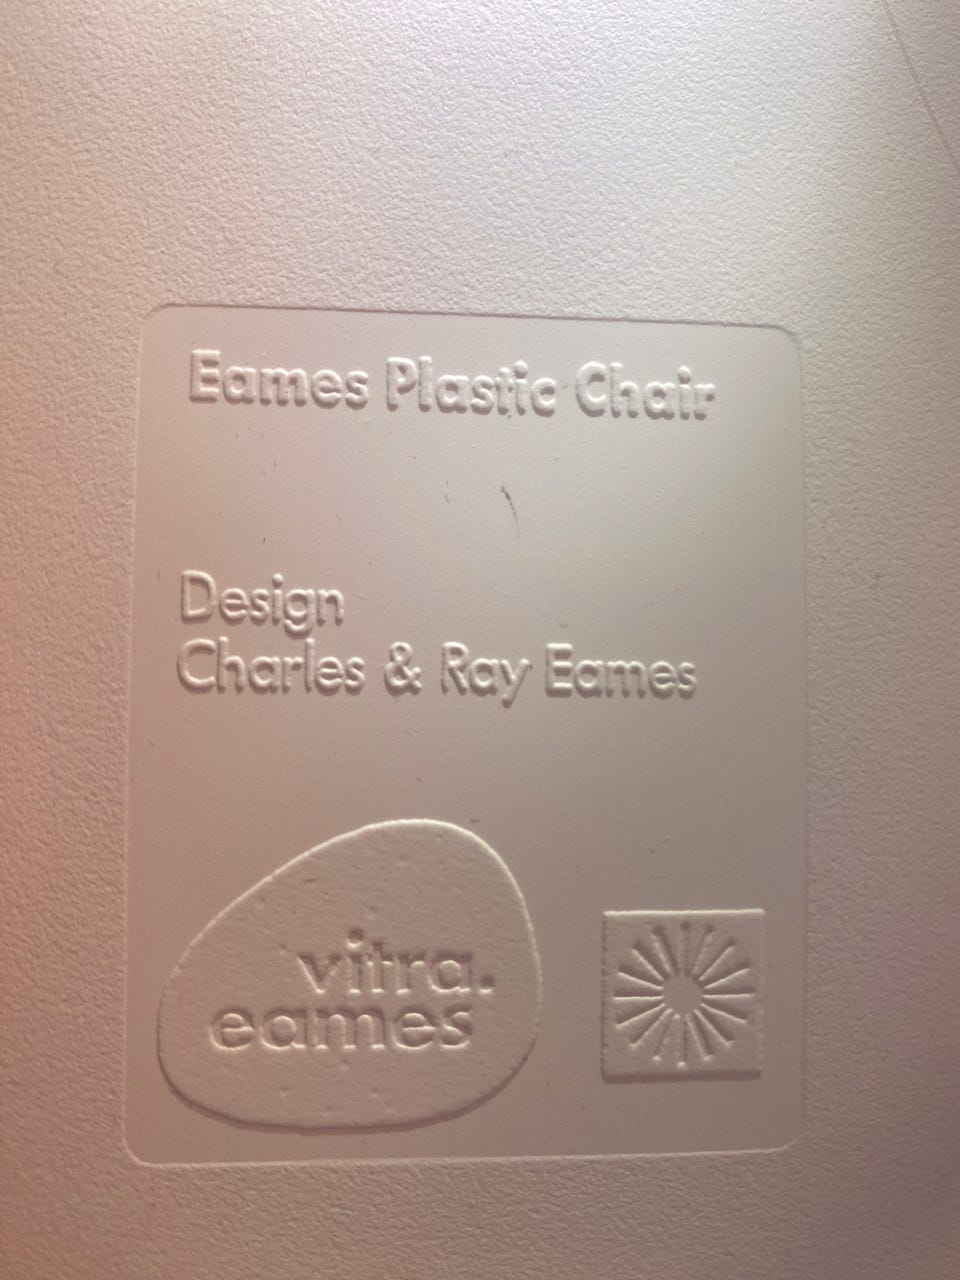 Eames Plastic Chair
Design
Charles & Ray Eames
vitra.
eames